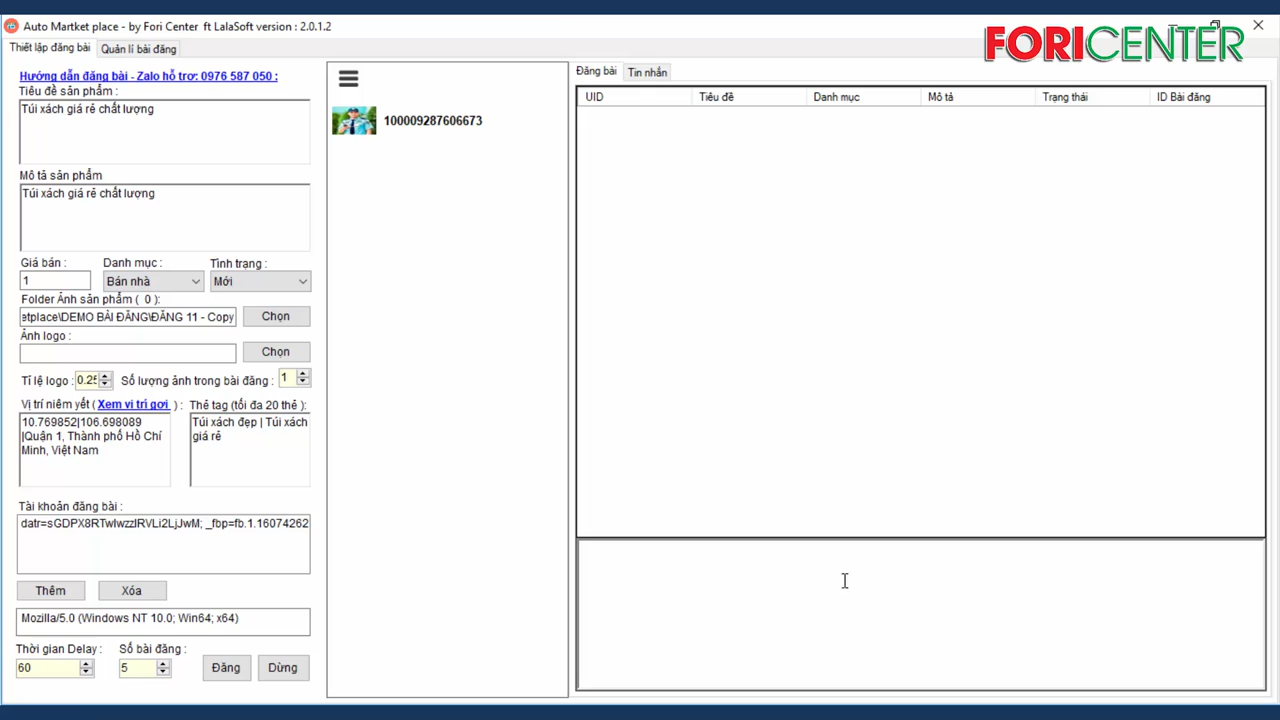 Auto Martket place - by Fori Center ft LalaSoft version : 2.0.1.2
FORICENTER
Thiết lập đăng bài
Quản lí bài đăng
Hướng dẫn đăng bài - Zalo hỗ trợ: 0976 587 050 :
Tiêu đề sản phẩm :
Túi xách giá rẻ chất lượng
Mô tả sản phẩm
Túi xách giá rẻ chất lượng
Giá bán :
Danh mục :
Tình trạng :
1
Bán nhà
Mới
Folder Ảnh sản phẩm ( 0 ):
etplace\DEMO BÀI ĐĂNG\ĐĂNG 11 - Copy
Chọn
Ảnh logo :
Chọn
Tỉ lệ logo :
0.25
Số lượng ảnh trong bài đăng :
1
Vị trí niêm yết ( Xem vị trí gợi ) :
Thẻ tag (tối đa 20 thẻ ):
10.769852|106.698089
|Quận 1, Thành phố Hồ Chí
Minh, Việt Nam
Túi xách đẹp | Túi xách
giá rẻ
Tài khoản đăng bài :
datr=sGDPX8RTwIwzzIRVLi2LjJwM; _fbp=fb.1.16074262
Thêm
Xóa
Mozilla/5.0 (Windows NT 10.0; Win64; x64)
Thời gian Delay :
Số bài đăng :
60
5
Đăng
Dừng
100009287606673
Đăng bài
Tin nhắn
UID
Tiêu đề
Danh mục
Mô tả
Trạng thái
ID Bài đăng